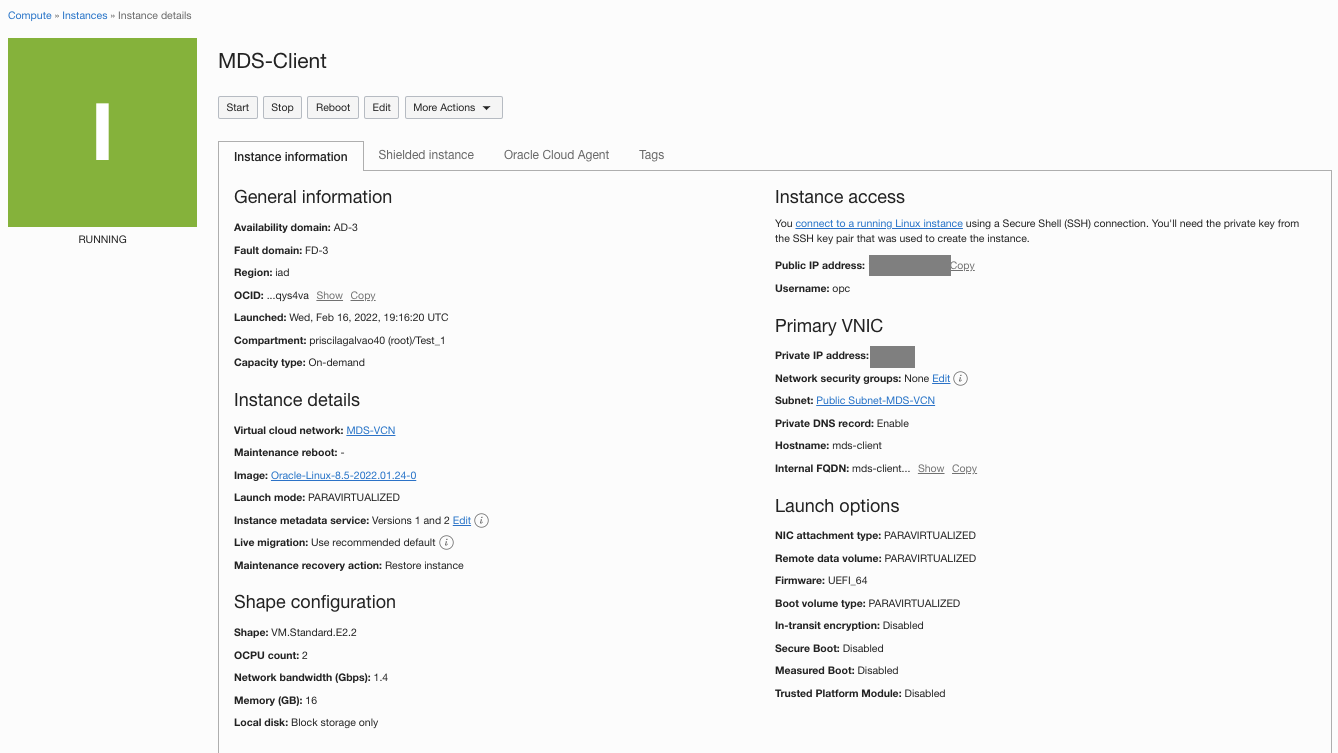 Compute » Instances » Instance details
I
RUNNING
MDS-Client
Start Stop Reboot Edit More Actions
Instance information Shielded instance Oracle Cloud Agent Tags
General information
Availability domain: AD-3
Fault domain: FD-3
Region: iad
OCID: ...qys4va Show Copy
Launched: Wed, Feb 16, 2022, 19:16:20 UTC
Compartment: priscilagalvao40 (root)/Test_1
Capacity type: On-demand
Instance details
Virtual cloud network: MDS-VCN
Maintenance reboot: -
Image: Oracle-Linux-8.5-2022.01.24-0
Launch mode: PARAVIRTUALIZED
Instance metadata service: Versions 1 and 2 Edit i
Live migration: Use recommended default i
Maintenance recovery action: Restore instance
Shape configuration
Shape: VM.Standard.E2.2
OCPU count: 2
Network bandwidth (Gbps): 1.4
Memory (GB): 16
Local disk: Block storage only
Instance access
You connect to a running Linux instance using a Secure Shell (SSH) connection. You'll need the private key from
the SSH key pair that was used to create the instance.
Public IP address: Copy
Username: opc
Primary VNIC
Private IP address:
Network security groups: None Edit i
Subnet: Public Subnet-MDS-VCN
Private DNS record: Enable
Hostname: mds-client
Internal FQDN: mds-client... Show Copy
Launch options
NIC attachment type: PARAVIRTUALIZED
Remote data volume: PARAVIRTUALIZED
Firmware: UEFI_64
Boot volume type: PARAVIRTUALIZED
In-transit encryption: Disabled
Secure Boot: Disabled
Measured Boot: Disabled
Trusted Platform Module: Disabled